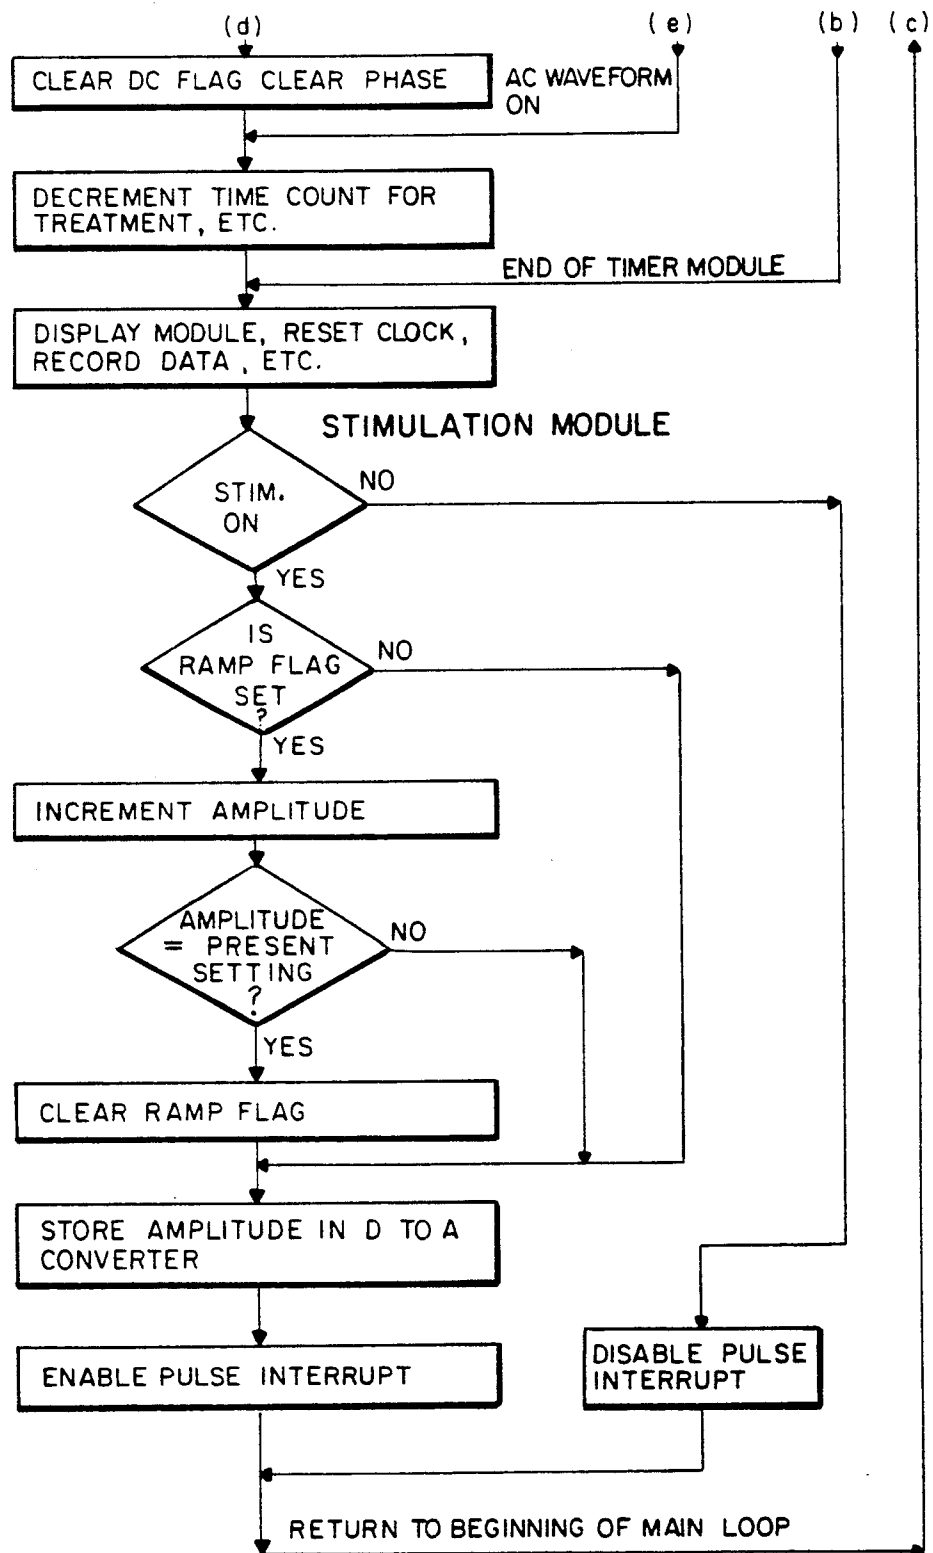 (d)
(e)
(b)
(c)
CLEAR DC FLAG CLEAR PHASE
AC WAVEFORM
ON
DECREMENT TIME COUNT FOR
TREATMENT, ETC.
END OF TIMER MODULE
DISPLAY MODULE, RESET CLOCK,
RECORD DATA, ETC.
STIMULATION MODULE
STIM.
ON
NO
YES
IS
RAMP FLAG
SET
?
NO
YES
INCREMENT AMPLITUDE
AMPLITUDE
= PRESENT
SETTING
?
NO
YES
CLEAR RAMP FLAG
STORE AMPLITUDE IN D TO A
CONVERTER
ENABLE PULSE INTERRUPT
DISABLE PULSE
INTERRUPT
RETURN TO BEGINNING OF MAIN LOOP